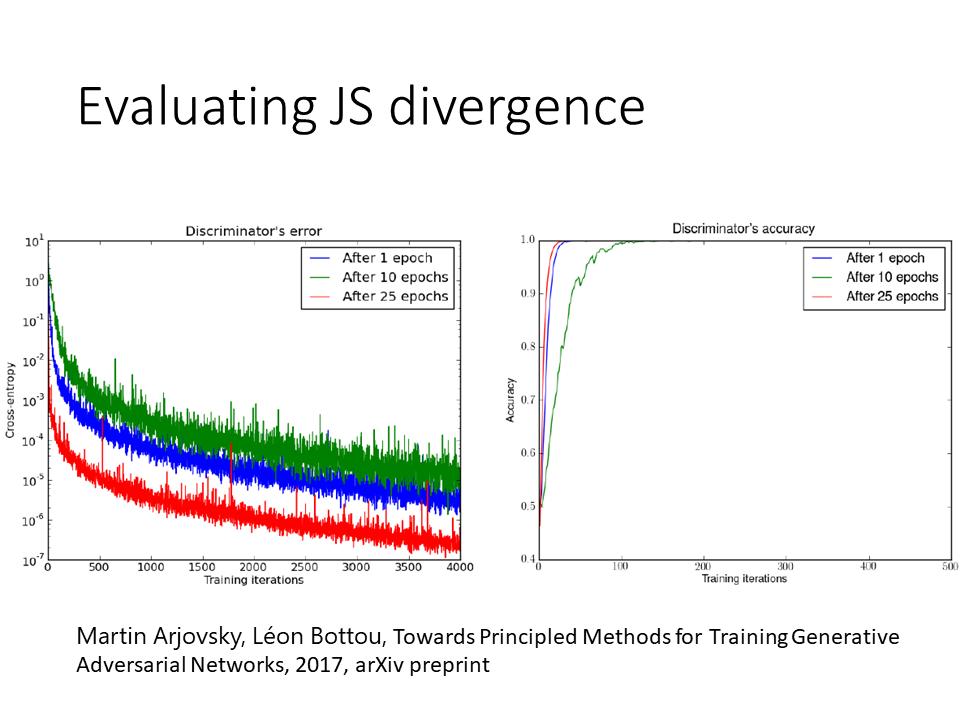 Evaluating JS divergence
Discriminator's error
10^1
10^0
10^-1
10^-2
10^-3
10^-4
10^-5
10^-6
10^-7
Cross-entropy
After 1 epoch
After 10 epochs
After 25 epochs
0 500 1000 1500 2000 2500 3000 3500 4000
Training iterations
Discriminator's accuracy
1.0
0.9
0.8
0.7
0.6
0.5
0.4
Accuracy
After 1 epoch
After 10 epochs
After 25 epochs
0 100 200 300 400 500
Training iterations
Martin Arjovsky, Léon Bottou, Towards Principled Methods for Training Generative
Adversarial Networks, 2017, arXiv preprint